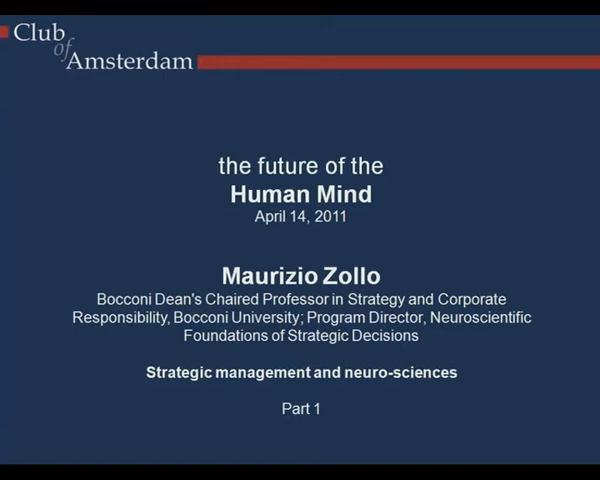 Club
of
Amsterdam
the future of the
Human Mind
April 14, 2011
Maurizio Zollo
Bocconi Dean's Chaired Professor in Strategy and Corporate
Responsibility, Bocconi University; Program Director, Neuroscientific
Foundations of Strategic Decisions
Strategic management and neuro-sciences
Part 1